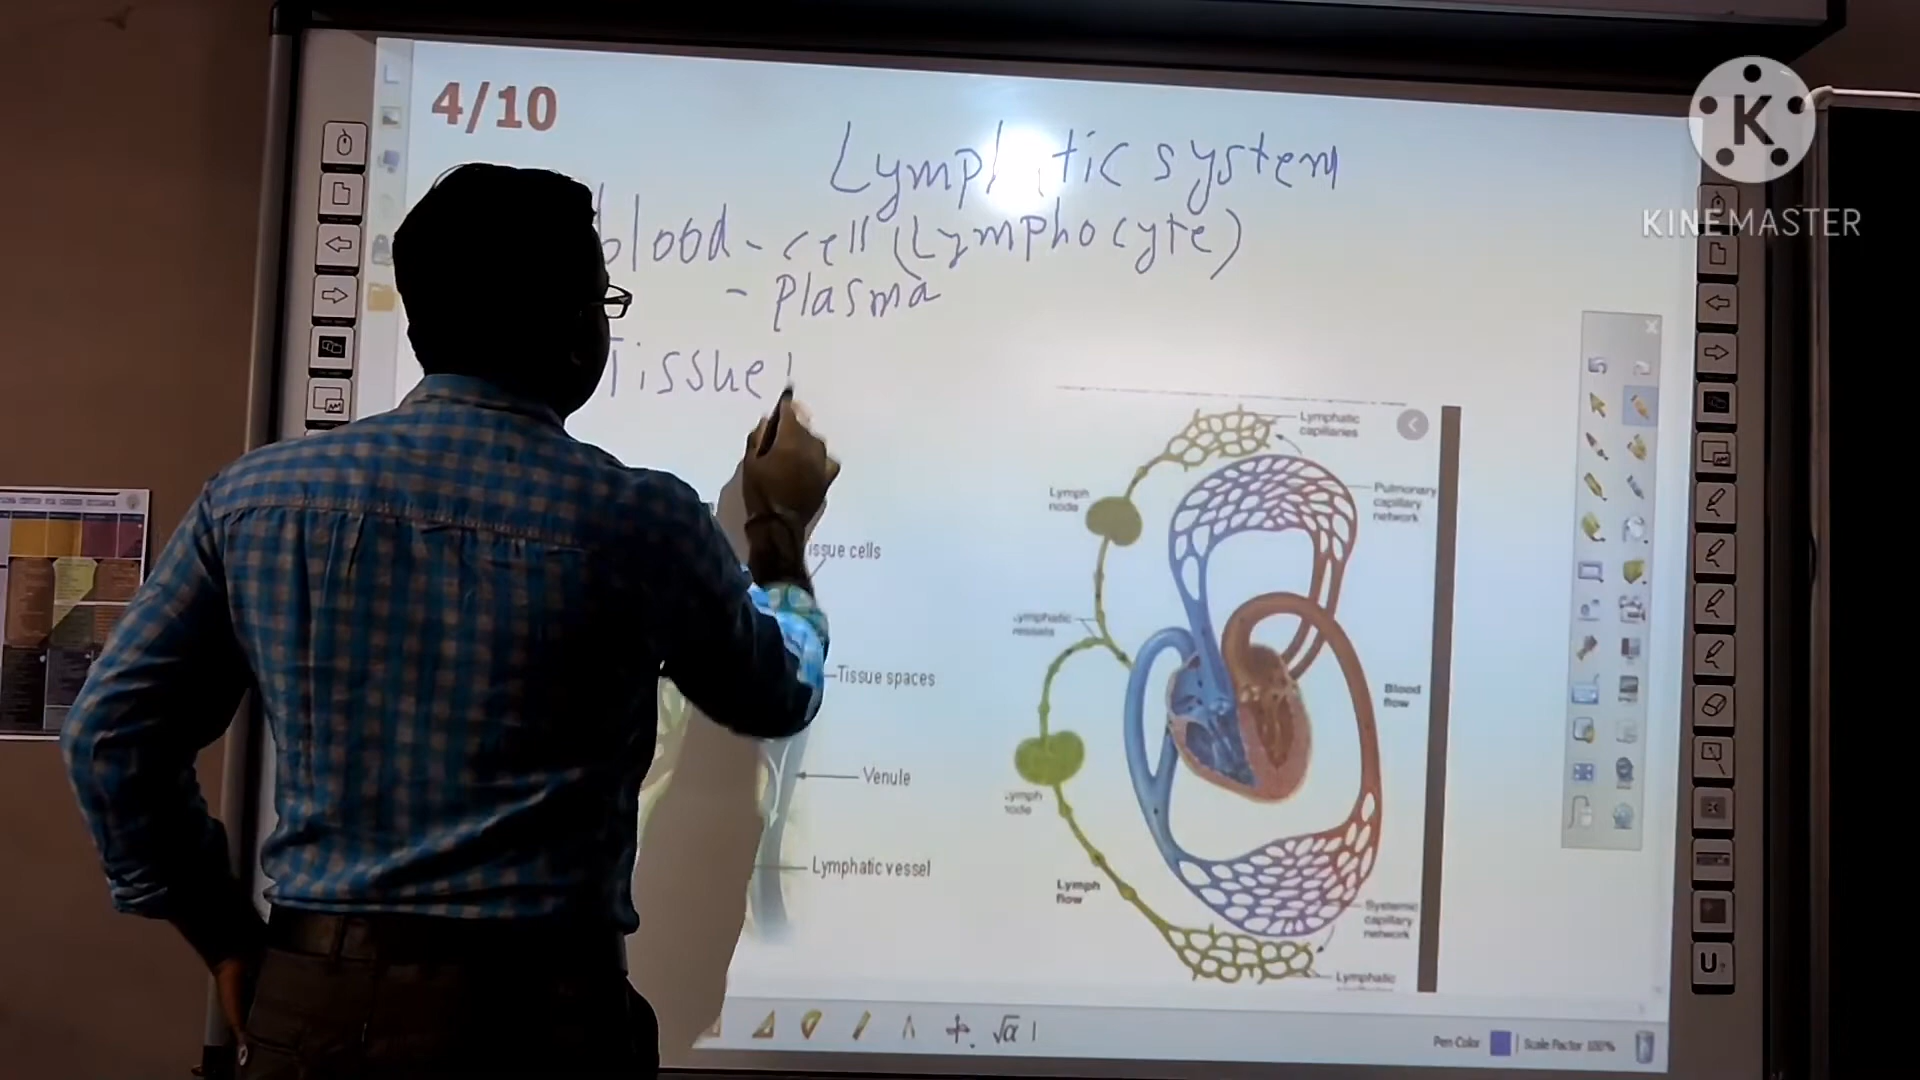 4/10
K
KINEMASTER
Lymphatic system
blood - cell (Lymphocyte)
- plasma
Tissue
Lymphatic
capillaries
Lymph
node
Pulmonary
capillary
network
issue cells
Lymphatic
vessels
Tissue spaces
Blood
flow
Venule
Lymph
node
Lymphatic vessel
Lymph
flow
Systemic
capillary
network
Lymphatic
√α
Pen Color
Scale Factor 100%
U